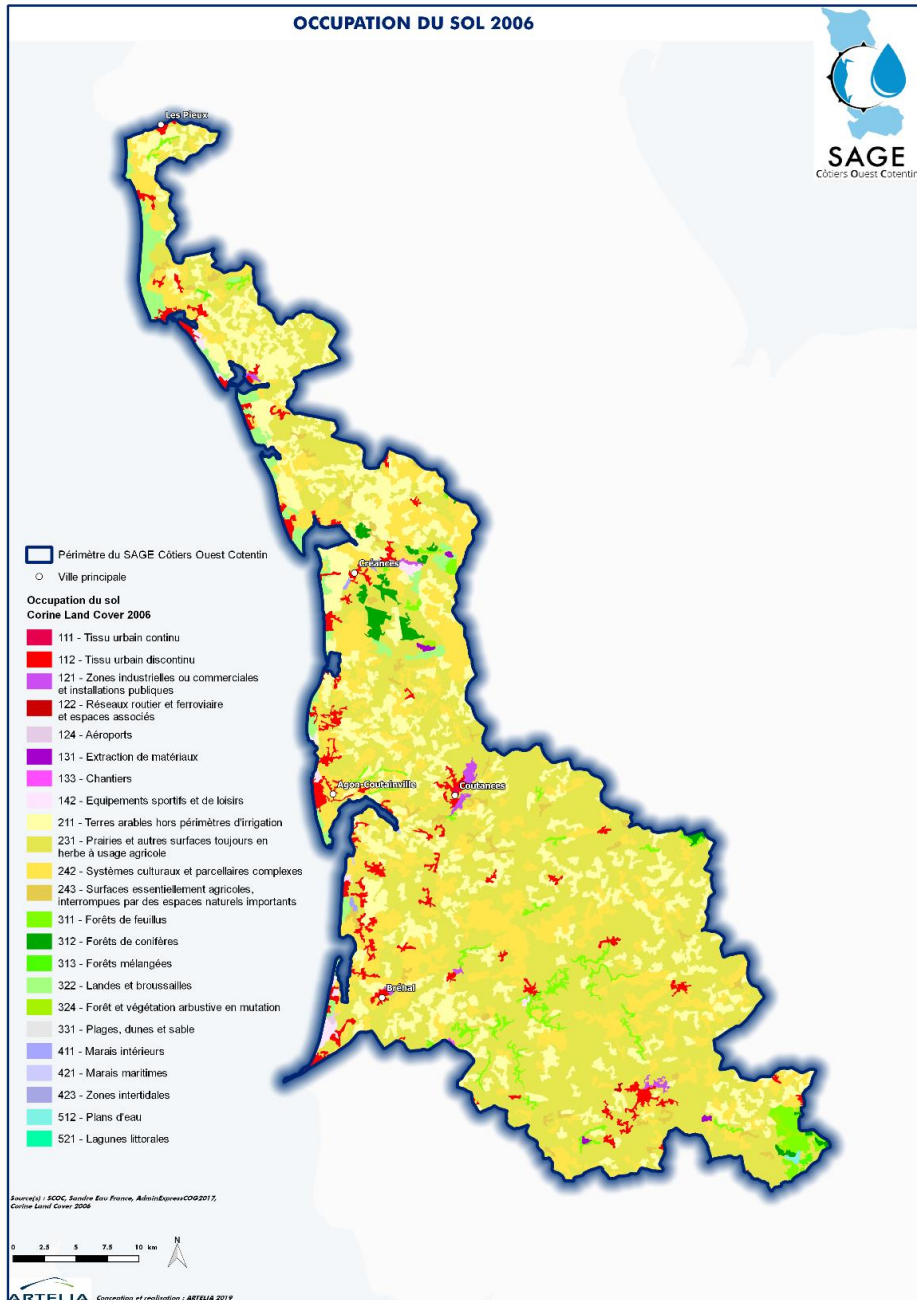 OCCUPATION DU SOL 2006
SAGE
Côtiers Ouest Cotentin
Les Pieux
Créances
Agon-Coutainville
Coutances
Bréhal
Périmètre du SAGE Côtiers Ouest Cotentin
Ville principale
Occupation du sol
Corine Land Cover 2006
111 - Tissu urbain continu
112 - Tissu urbain discontinu
121 - Zones industrielles ou commerciales
et installations publiques
122 - Réseaux routier et ferroviaire
et espaces associés
124 - Aéroports
131 - Extraction de matériaux
133 - Chantiers
142 - Equipements sportifs et de loisirs
211 - Terres arables hors périmètres d'irrigation
231 - Prairies et autres surfaces toujours en
herbe à usage agricole
242 - Systèmes culturaux et parcellaires complexes
243 - Surfaces essentiellement agricoles,
interrompues par des espaces naturels importants
311 - Forêts de feuillus
312 - Forêts de conifères
313 - Forêts mélangées
322 - Landes et broussailles
324 - Forêt et végétation arbustive en mutation
331 - Plages, dunes et sable
411 - Marais intérieurs
421 - Marais maritimes
423 - Zones intertidales
512 - Plans d'eau
521 - Lagunes littorales
Source(s) : SCOC, Sandre Eau France, AdminExpressCOG2017,
Corine Land Cover 2006
0 2.5 5 10 km
N
ARTELIA Conception et réalisation : ARTELIA 2019